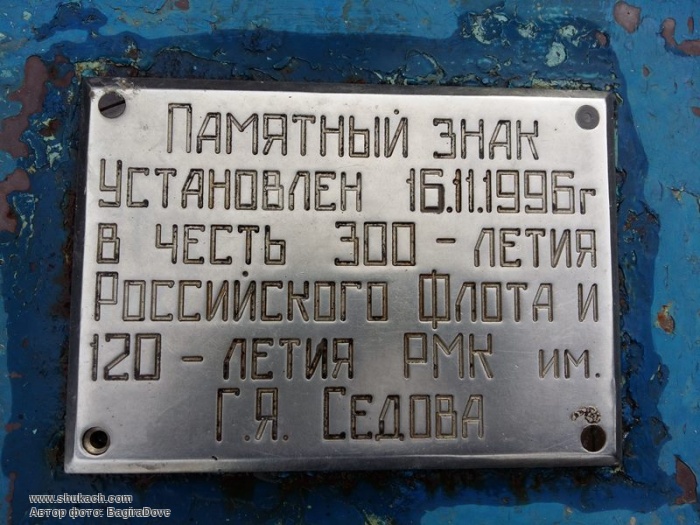 Памятный знак
Установлен 16.11.1996г
в честь 300-летия
Российского Флота и
120-летия РМК им.
Г.Я. Седова
www.shukach.com
Автор фото: BagiraDove